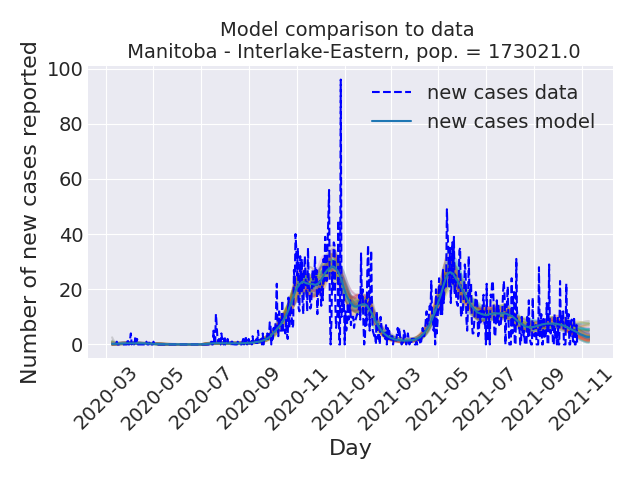 Model comparison to data
Manitoba - Interlake-Eastern, pop. = 173021.0
Number of new cases reported
100
80
60
40
20
0
new cases data
new cases model
2020-03
2020-05
2020-07
2020-09
2020-11
2021-01
2021-03
2021-05
2021-07
2021-09
2021-11
Day